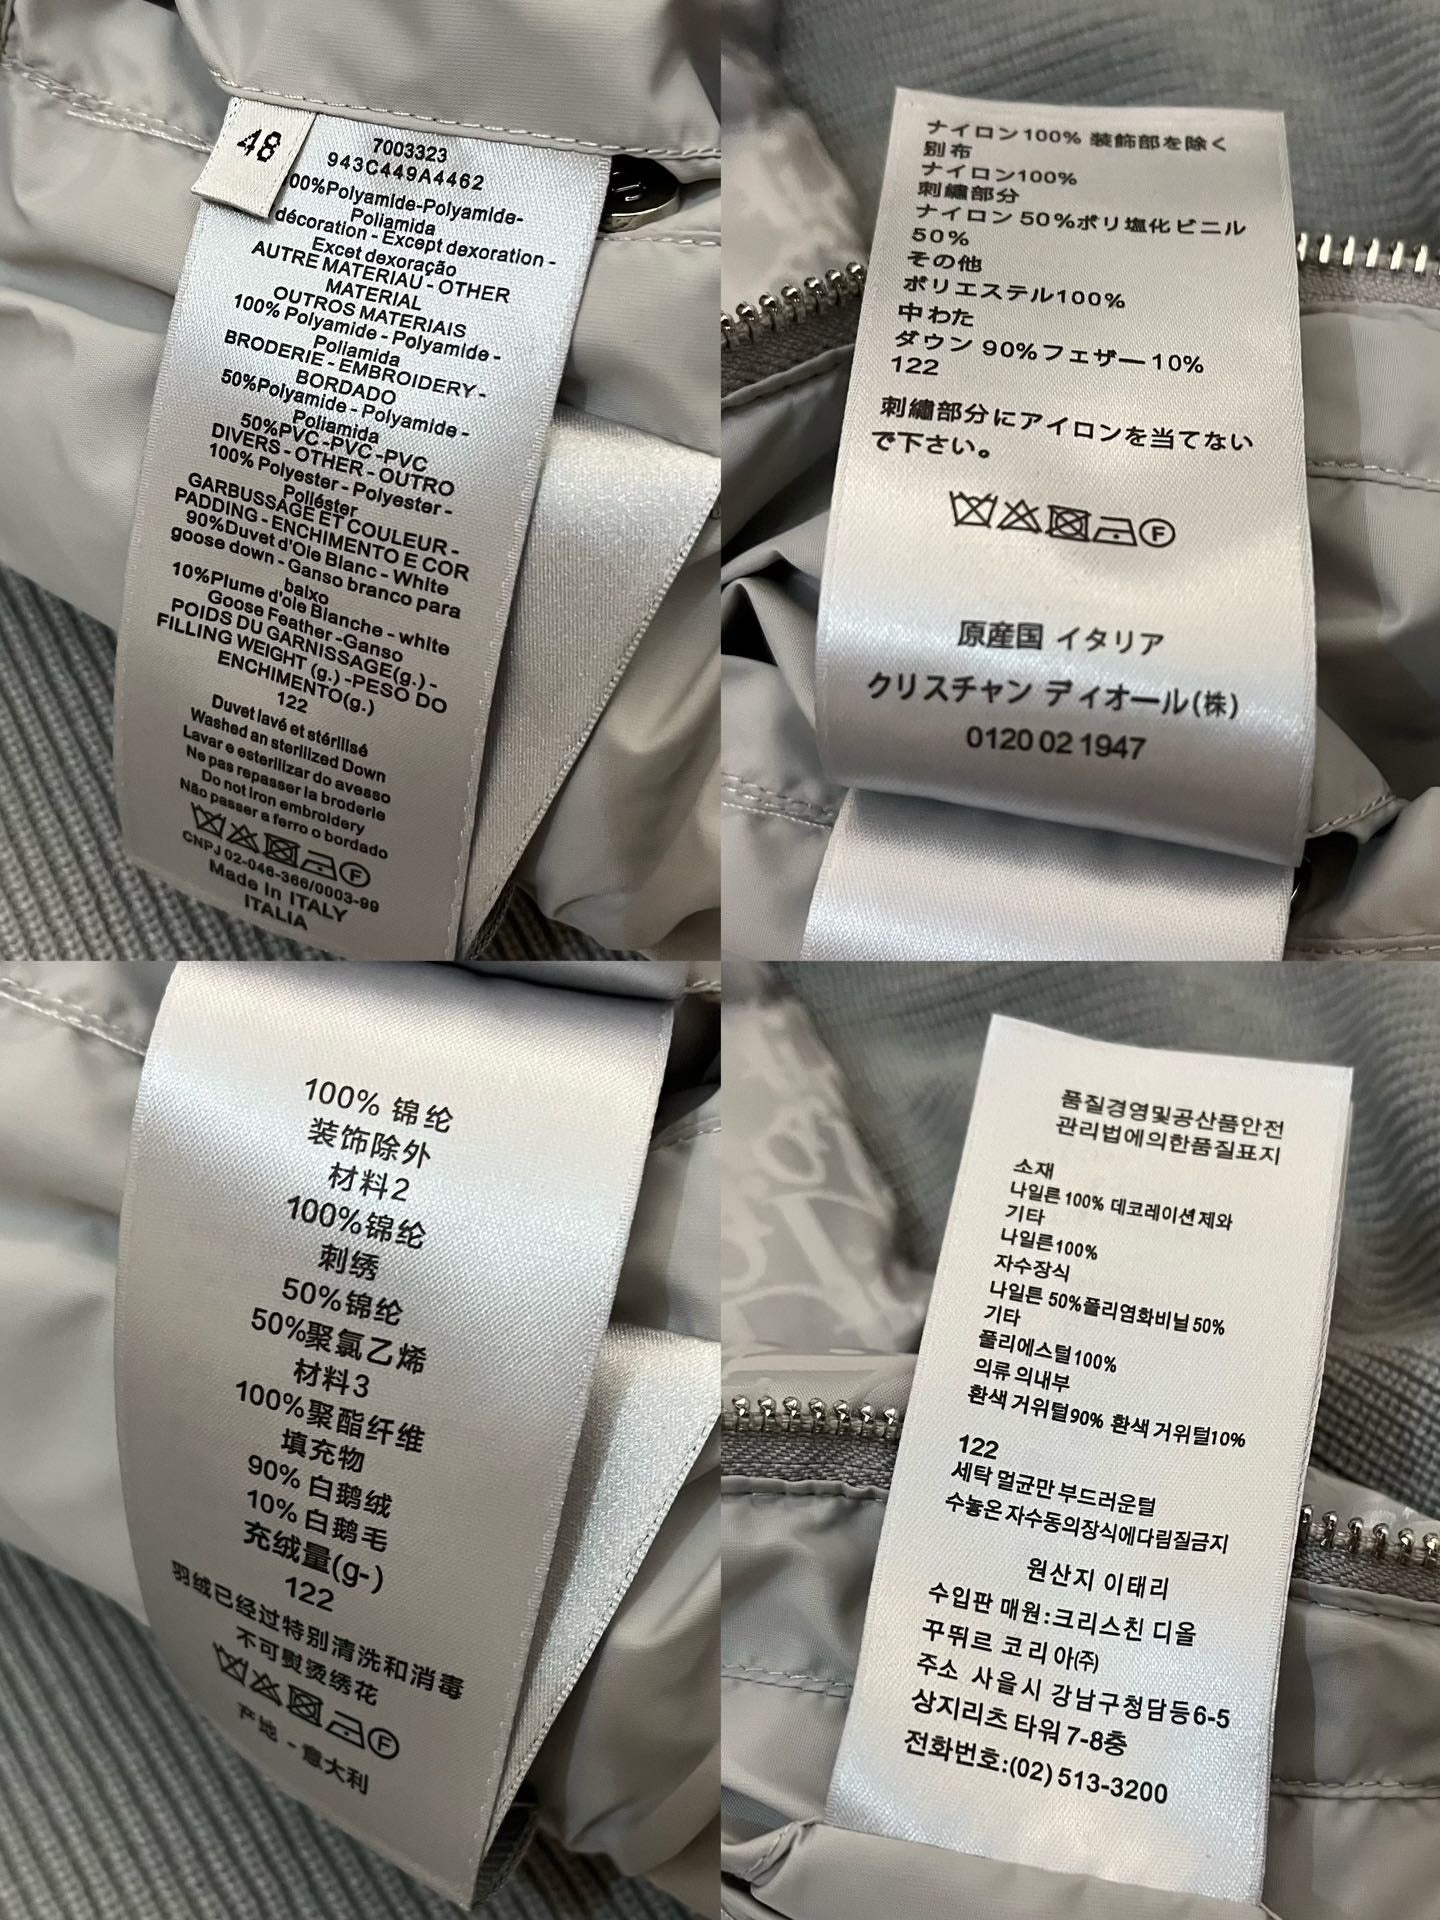 48
7003323
943C449A4462
00%Polyamide-Polyamide-
Poliamida
décoration - Except dexoration -
Excet dexoração
AUTRE MATERIAU - OTHER
MATERIAL
OUTROS MATERIAIS
100% Polyamide - Polyamide -
Poliamida
BRODERIE - EMBROIDERY -
BORDADO
50%Polyamide - Polyamide -
Poliamida
50%PVC -PVC -PVC
DIVERS - OTHER - OUTRO
100% Polyester - Polyester -
Poliéster
GARBUSSAGE ET COULEUR -
PADDING - ENCHIMENTO E COR
90%Duvet d'Oie Blanc - White
goose down - Ganso branco para
baixo
10%Plume d'oie Blanche - white
Goose Feather -Ganso
POIDS DU GARNISSAGE(g.) -
FILLING WEIGHT (g.) -PESO DO
ENCHIMENTO(g.)
122
Duvet lavé et stérilisé
Washed an sterilized Down
Lavar e esterilizar do avesso
Ne pas repasser la broderie
Do not Iron embroidery
Não passer a ferro o bordado
F
CNPJ 02-046-366/0003-99
Made In ITALY
ITALIA
ナイロン100% 装飾部を除く
別布
ナイロン100%
刺繍部分
ナイロン 50%ポリ塩化ビニル
50%
その他
ポリエステル100%
中わた
ダウン 90%フェザー10%
122
刺繍部分にアイロンを当てない
で下さい。
F
原産国 イタリア
クリスチャン ディオール(株)
0120 02 1947
100% 锦纶
装饰除外
材料2
100%锦纶
刺绣
50%锦纶
50%聚氯乙烯
材料3
100%聚酯纤维
填充物
90% 白鹅绒
10% 白鹅毛
充绒量(g-)
122
羽绒已经过特别清洗和消毒
不可熨烫绣花
F
产地 - 意大利
품질경영및공산품안전
관리법에의한품질표지
소재
나일론 100% 데코레이션제와
기타
나일른100%
자수장식
나일튼 50%폴리염화비닐 50%
기타
폴리에스털100%
의류 의내부
환색 거위털90% 환색 거위털10%
122
세탁 멸균만 부드러운털
수놓온 자수동의장식에다림질금지
원산지 이태리
수입판 매원:크리스친 디올
꾸뛰르 코리아㈜
주소 사울시 강남구청담등6-5
상지리츠 타워 7-8층
전화번호:(02) 513-3200